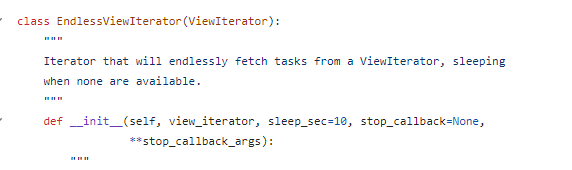 class EndlessViewIterator(ViewIterator):
"""
Iterator that will endlessly fetch tasks from a ViewIterator, sleeping
when none are available.
"""
def __init__(self, view_iterator, sleep_sec=10, stop_callback=None,
**stop_callback_args):
"""